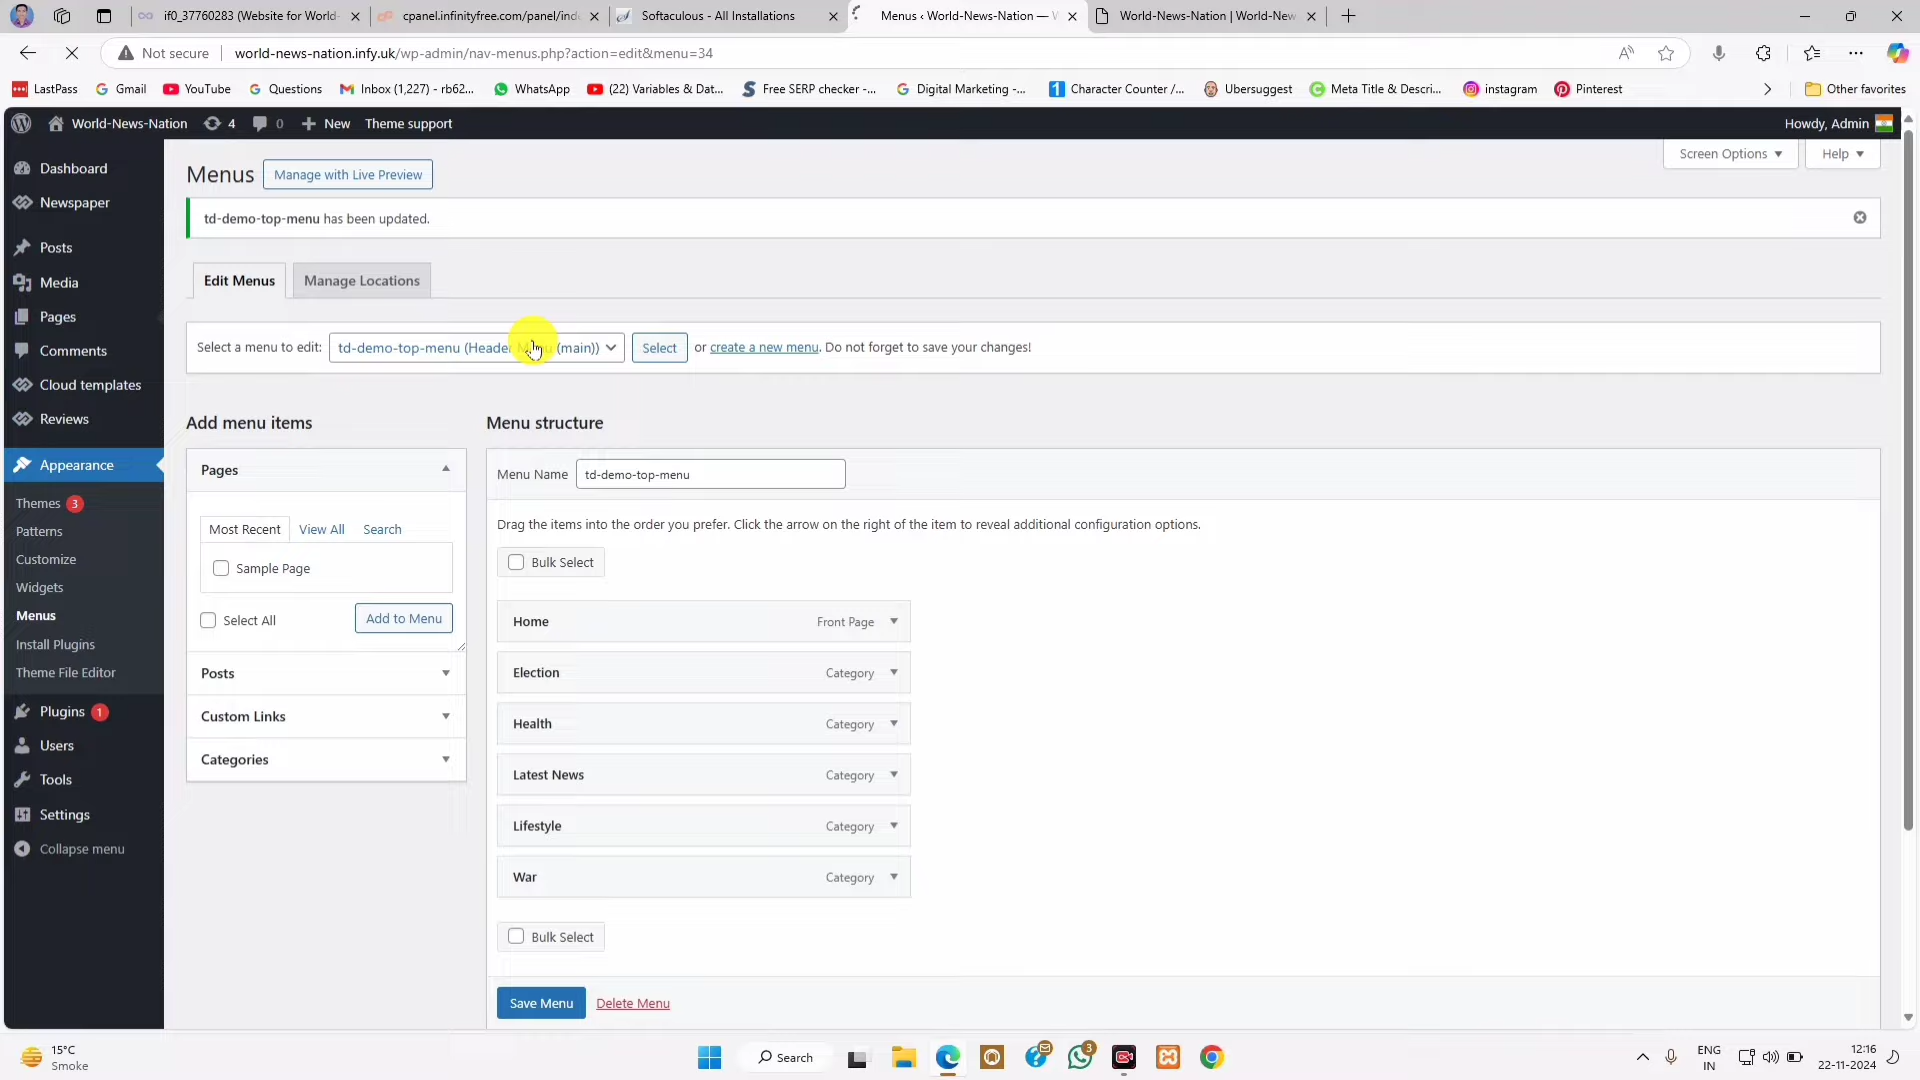 if0_37760283 (Website for World-
cpanel.infinityfree.com/panel/ind
Softaculous - All Installations
Menus ‹ World-News-Nation — W
World-News-Nation | World-New
Not secure
world-news-nation.infy.uk/wp-admin/nav-menus.php?action=edit&menu=34
LastPass
Gmail
YouTube
Questions
Inbox (1,227) - rb62...
WhatsApp
(22) Variables & Dat...
Free SERP checker -...
Digital Marketing -...
Character Counter /...
Ubersuggest
Meta Title & Descri...
instagram
Pinterest
Other favorites
World-News-Nation
4
0
New
Theme support
Howdy, Admin
Dashboard
Newspaper
Posts
Media
Pages
Comments
Cloud templates
Reviews
Appearance
Themes 3
Patterns
Customize
Widgets
Menus
Install Plugins
Theme File Editor
Plugins 1
Users
Tools
Settings
Collapse menu
Menus
Manage with Live Preview
Screen Options
Help
td-demo-top-menu has been updated.
Edit Menus
Manage Locations
Select a menu to edit:
td-demo-top-menu (Header Menu (main))
Select
or create a new menu. Do not forget to save your changes!
Add menu items
Pages
Most Recent
View All
Search
Sample Page
Select All
Add to Menu
Posts
Custom Links
Categories
Menu structure
Menu Name
td-demo-top-menu
Drag the items into the order you prefer. Click the arrow on the right of the item to reveal additional configuration options.
Bulk Select
Home
Front Page
Election
Category
Health
Category
Latest News
Category
Lifestyle
Category
War
Category
Bulk Select
Save Menu
Delete Menu
15°C
Smoke
Search
3
ENG
IN
12:16
22-11-2024